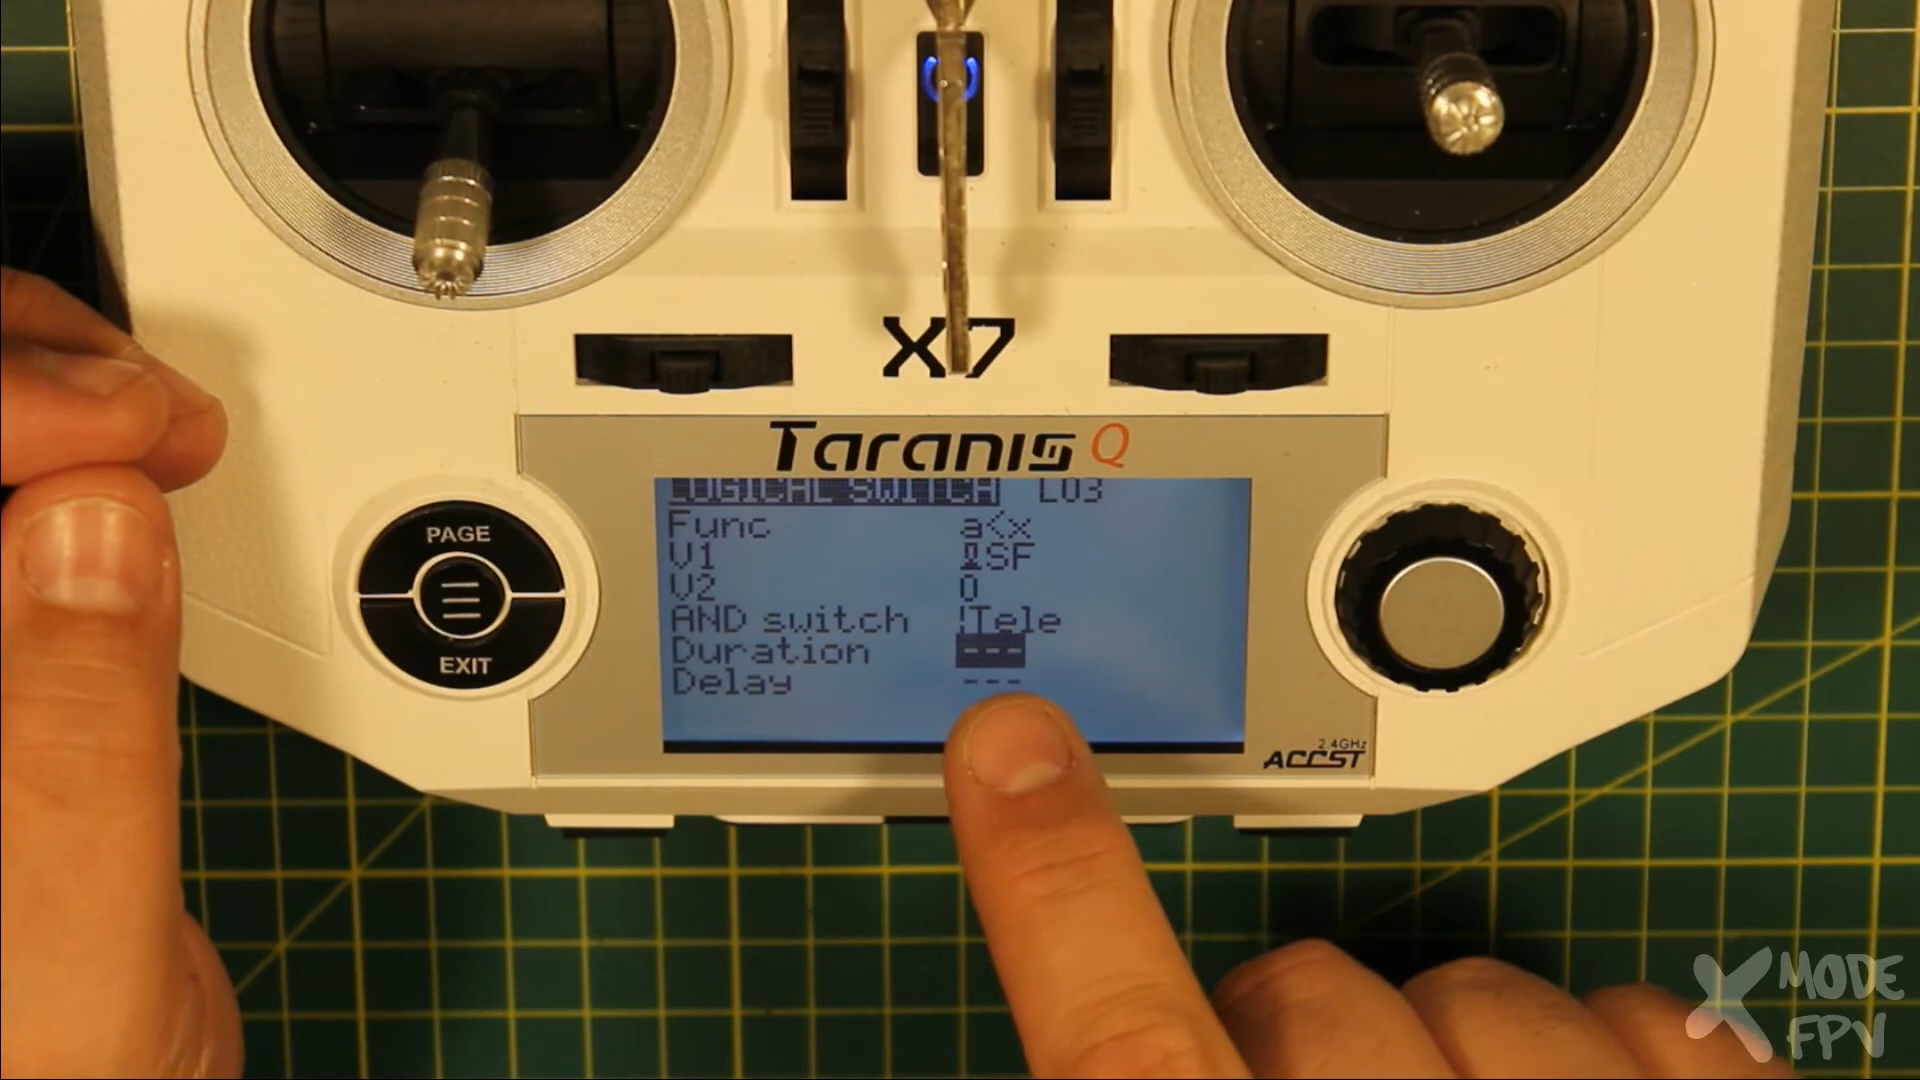 X7
Taranis Q
LOGICAL SWITCH L03
Func a<x
V1 SF
V2 0
AND switch !Tele
Duration ---
Delay ---
PAGE
EXIT
2.4GHz
ACCST
X MODE
FPV